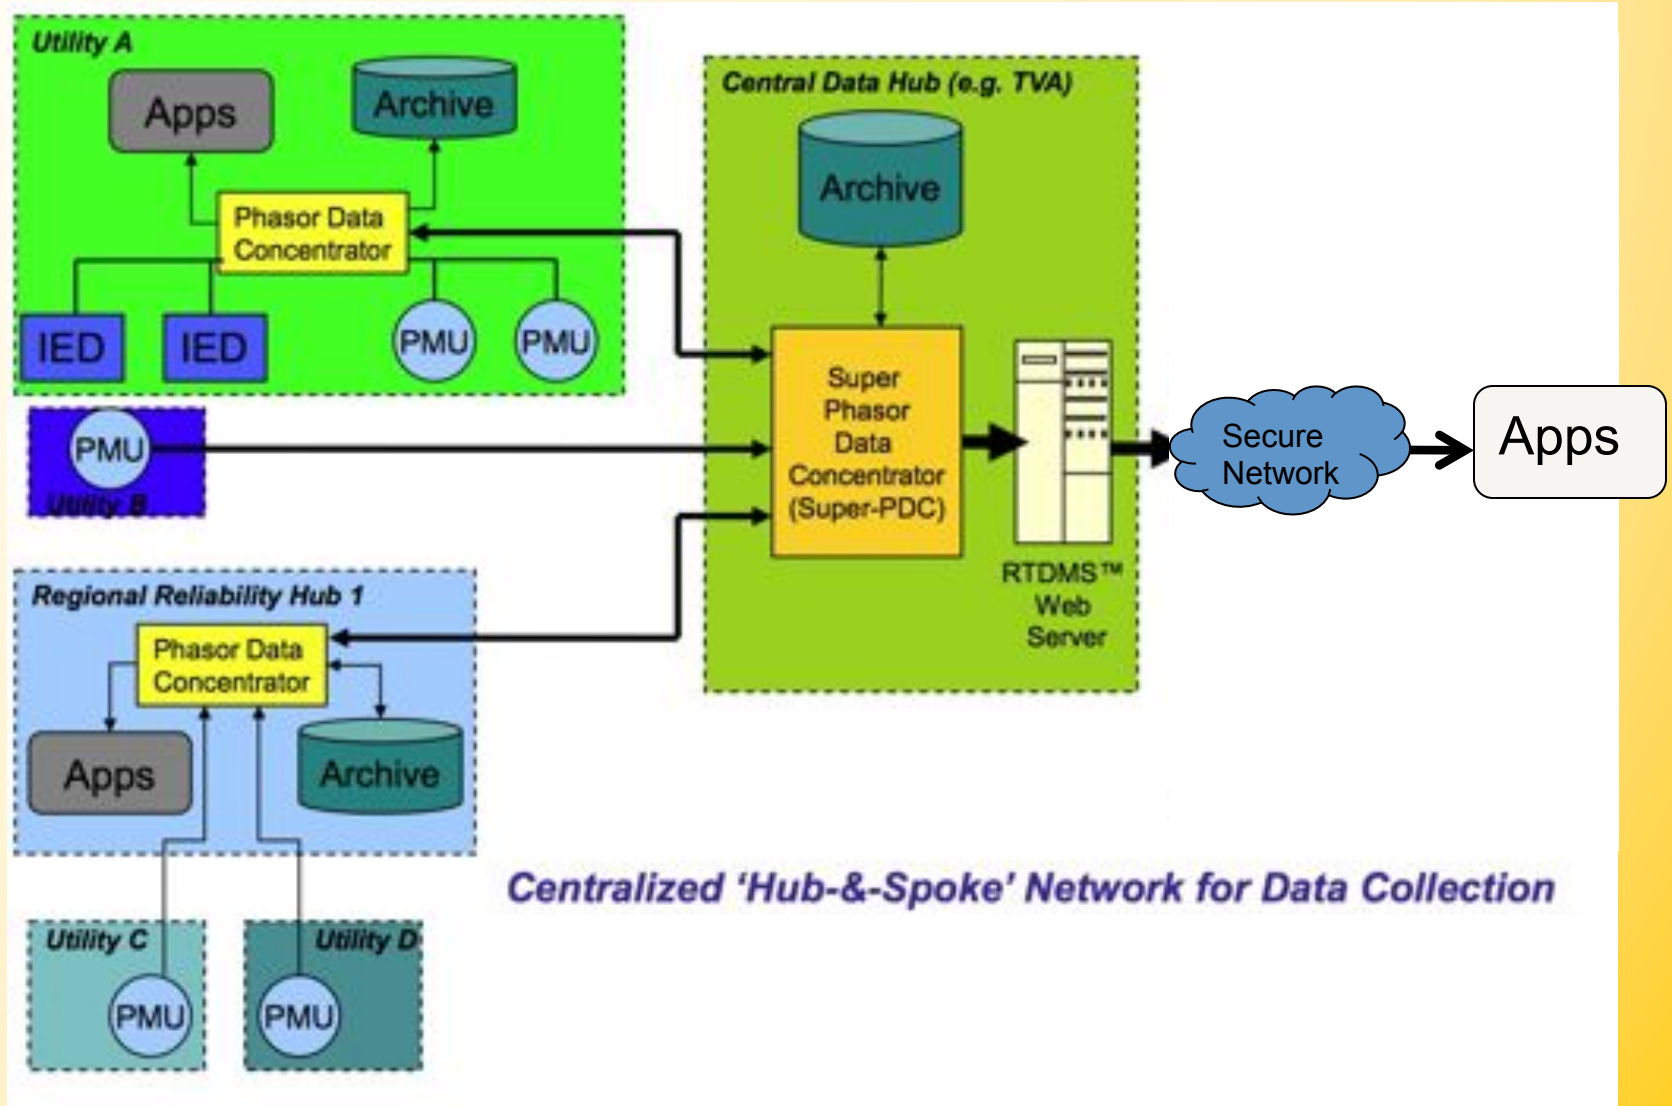 Utility A
Apps
Archive
Phasor Data
Concentrator
IED
IED
PMU
PMU
PMU
Utility B
Central Data Hub (e.g. TVA)
Archive
Super
Phasor
Data
Concentrator
(Super-PDC)
RTDMS™
Web
Server
Secure
Network
Apps
Regional Reliability Hub 1
Phasor Data
Concentrator
Apps
Archive
Utility C
PMU
Utility D
PMU
Centralized ‘Hub-&-Spoke’ Network for Data Collection